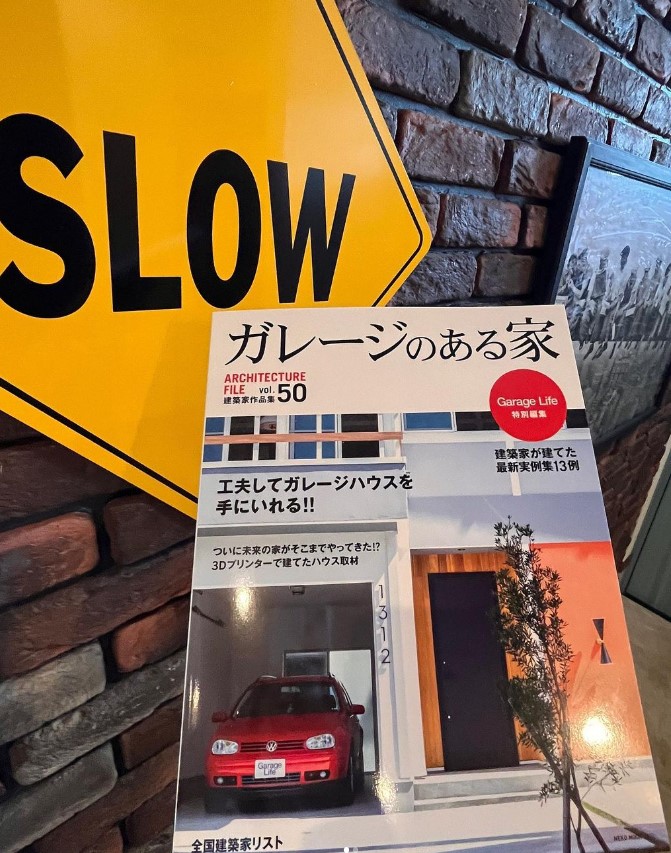 SLOW
ガレージのある家
ARCHITECTURE
FILE vol. 50
建築家作品集
Garage Life
特別編集
建築家が建てた
最新実例集13例
工夫してガレージハウスを
手にいれる!!
ついに未来の家がそこまでやってきた!?
3Dプリンターで建てたハウス取材
1312
Garage
Life
全国建築家リスト